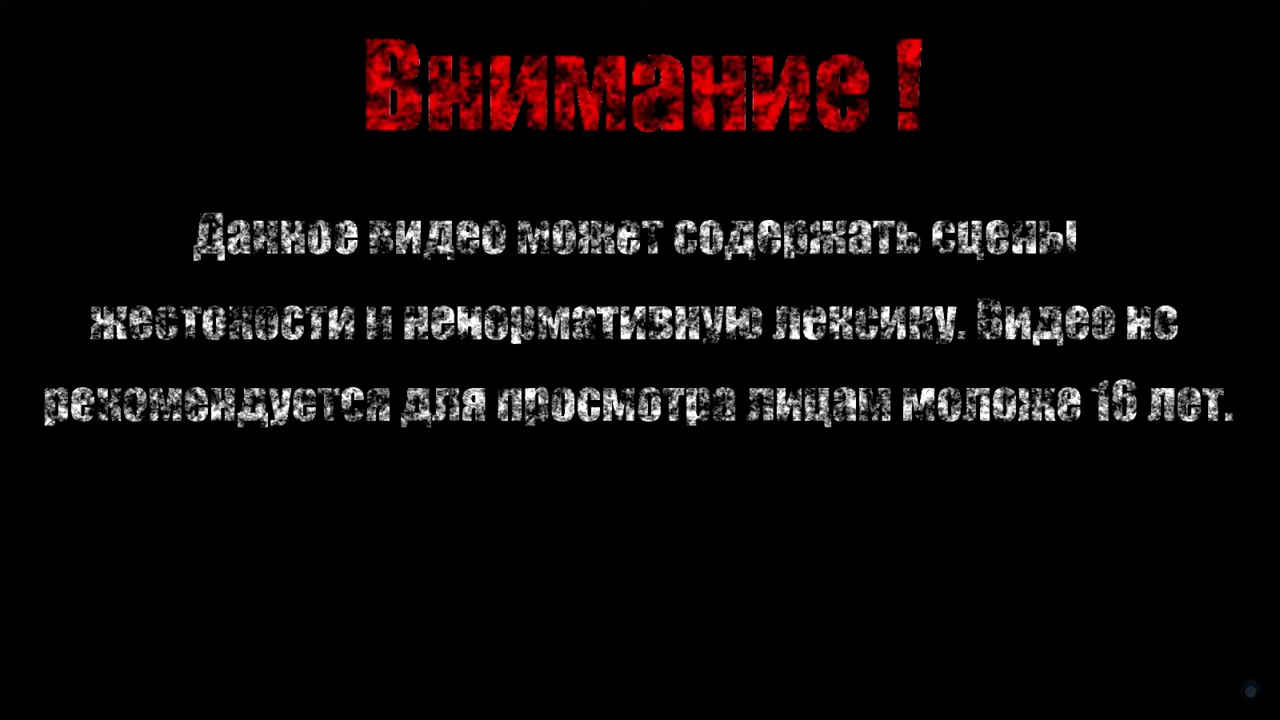 Внимание !
Данное видео может содержать сцены
жестокости и ненормативную лексику. Видео не
рекомендуется для просмотра лицам моложе 16 лет.